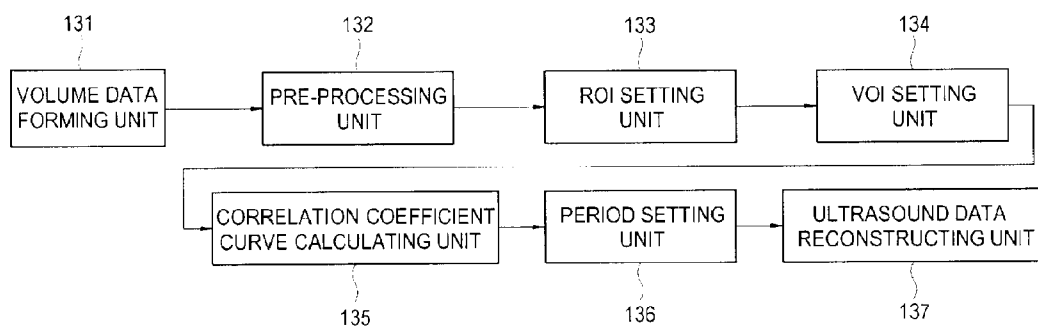 131
132
133
134
VOLUME DATA
FORMING UNIT
PRE-PROCESSING
UNIT
ROI SETTING
UNIT
VOI SETTING
UNIT
CORRELATION COEFFICIENT
CURVE CALCULATING UNIT
PERIOD SETTING
UNIT
ULTRASOUND DATA
RECONSTRUCTING UNIT
135
136
137